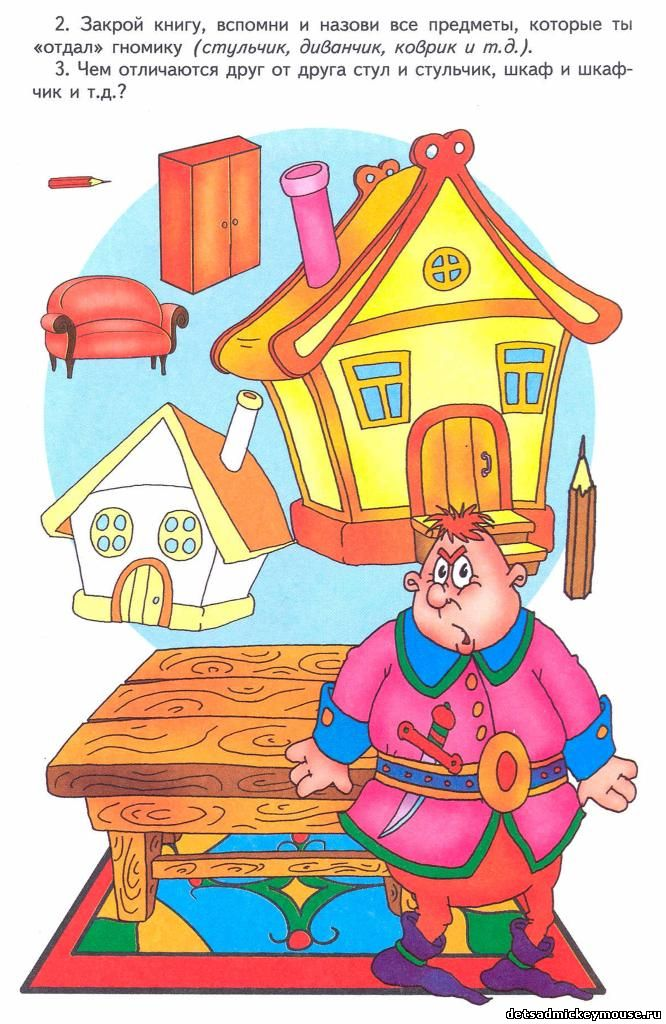 2. Закрой книгу, вспомни и назови все предметы, которые ты
«отдал» гномику (стульчик, диванчик, коврик и т.д.).
3. Чем отличаются друг от друга стул и стульчик, шкаф и шкаф-
чик и т.д.?
detsadmickeymouse.ru